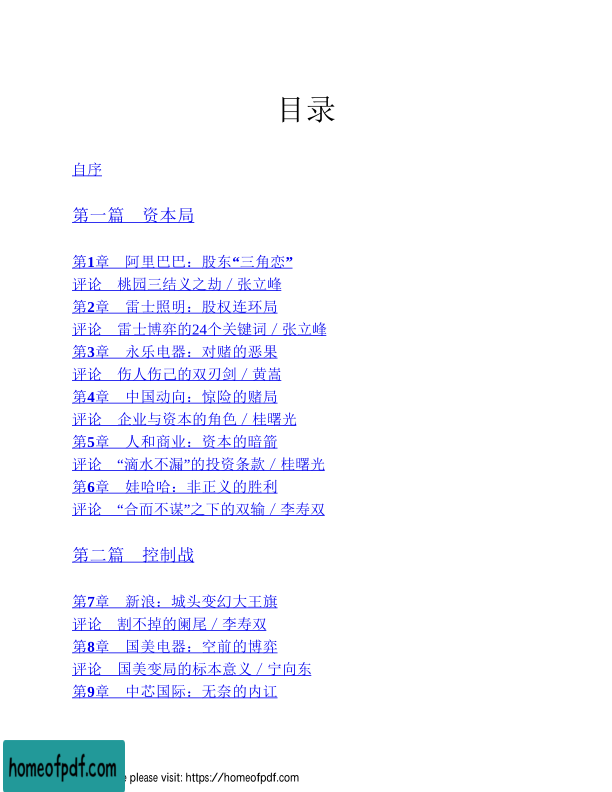 目录
自序
第一篇　资本局
第1章　阿里巴巴：股东“三角恋”
评论　桃园三结义之劫／张立峰
第2章　雷士照明：股权连环局
评论　雷士博弈的24个关键词／张立峰
第3章　永乐电器：对赌的恶果
评论　伤人伤己的双刃剑／黄嵩
第4章　中国动向：惊险的赌局
评论　企业与资本的角色／桂曙光
第5章　人和商业：资本的暗箭
评论　“滴水不漏”的投资条款／桂曙光
第6章　娃哈哈：非正义的胜利
评论　“合而不谋”之下的双输／李寿双
第二篇　控制战
第7章　新浪：城头变幻大王旗
评论　割不掉的阑尾／李寿双
第8章　国美电器：空前的博弈
评论　国美变局的标本意义／宁向东
第9章　中芯国际：无奈的内讧
homeofpdf.com
e please visit: https://homeofpdf.com